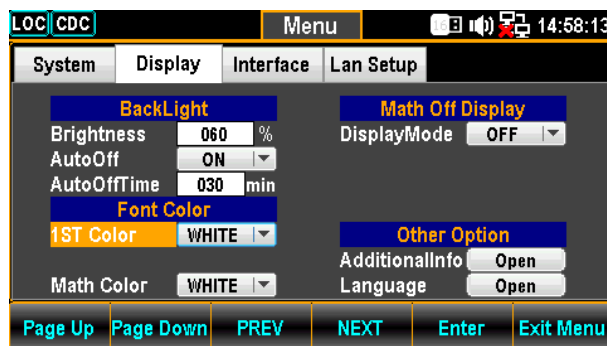 LOC CDC Menu 16 14:58:13
System Display Interface Lan Setup
BackLight
Brightness 060 %
AutoOff ON
AutoOffTime 030 min
Font Color
1ST Color WHITE
Math Color WHITE
Math Off Display
DisplayMode OFF
Other Option
AdditionalInfo Open
Language Open
Page Up Page Down PREV NEXT Enter Exit Menu